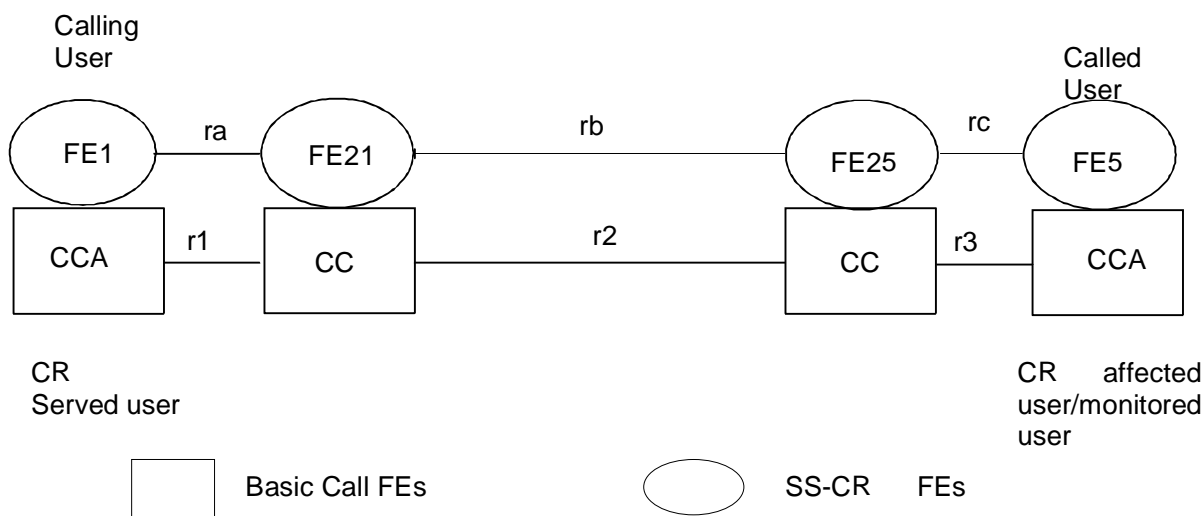 Calling
User
Called
User
ra
rb
rc
FE1
FE21
FE25
FE5
r1
r2
r3
CCA
CC
CC
CCA
CR
Served user
CR affected
user/monitored
user
Basic Call FEs
SS-CR FEs